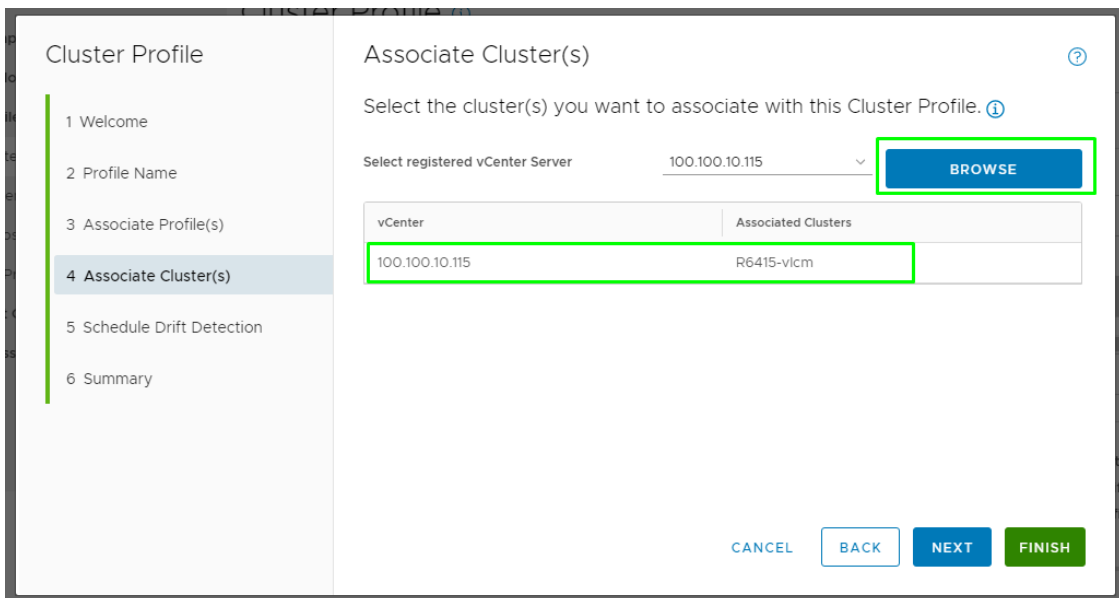 Cluster Profile
Cluster Profile
1 Welcome
2 Profile Name
3 Associate Profile(s)
4 Associate Cluster(s)
5 Schedule Drift Detection
6 Summary
Associate Cluster(s)
Select the cluster(s) you want to associate with this Cluster Profile.
Select registered vCenter Server 100.100.10.115 BROWSE
vCenter Associated Clusters
100.100.10.115 R6415-vlcm
CANCEL BACK NEXT FINISH